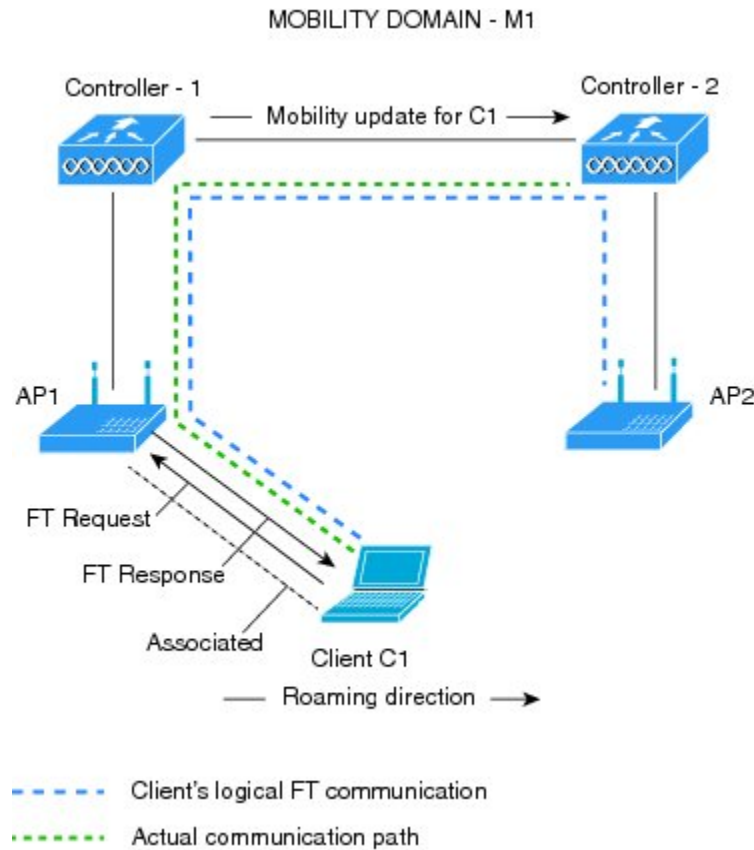 MOBILITY DOMAIN - M1
Controller - 1
Controller - 2
Mobility update for C1
AP1
AP2
FT Request
FT Response
Associated
Client C1
Roaming direction
Client's logical FT communication
Actual communication path